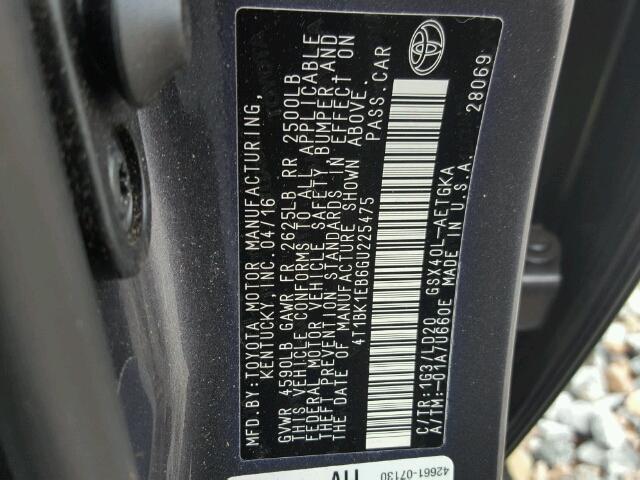 MFD.BY: TOYOTA MOTOR MANUFACTURING,
KENTUCKY, INC. 04/16
GVWR 4590LB GAWR FR 2625LB RR 2500LB
THIS VEHICLE CONFORMS TO ALL APPLICABLE
FEDERAL MOTOR VEHICLE SAFETY, BUMPER, AND
THEFT PREVENTION STANDARDS IN EFFECT ON
THE DATE OF MANUFACTURE SHOWN ABOVE.
4T1BK1EB6GU225475 PASS. CAR
C/TR: 1G3/LD20 GSX40L-AETGKA
A/TM: -01A/U660E MADE IN U.S.A.
28069
42661-07130